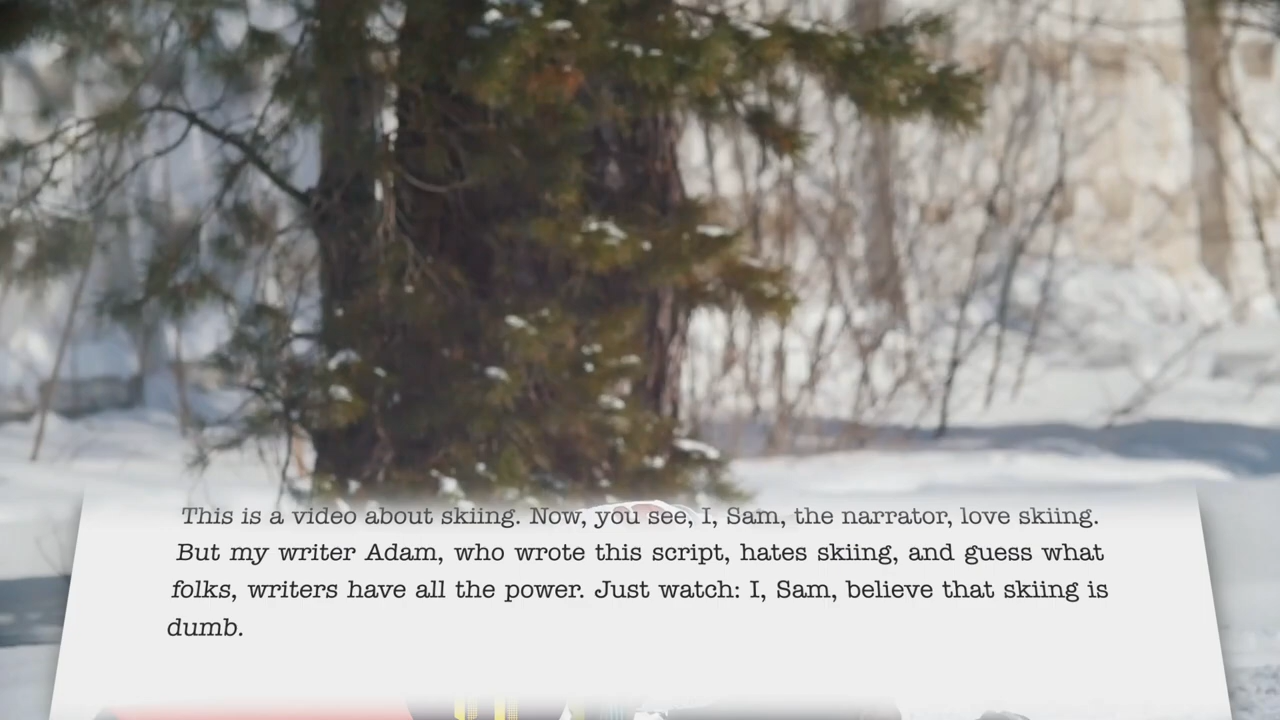 This is a video about skiing. Now, you see, I, Sam, the narrator, love skiing.
But my writer Adam, who wrote this script, hates skiing, and guess what
folks, writers have all the power. Just watch: I, Sam, believe that skiing is
dumb.